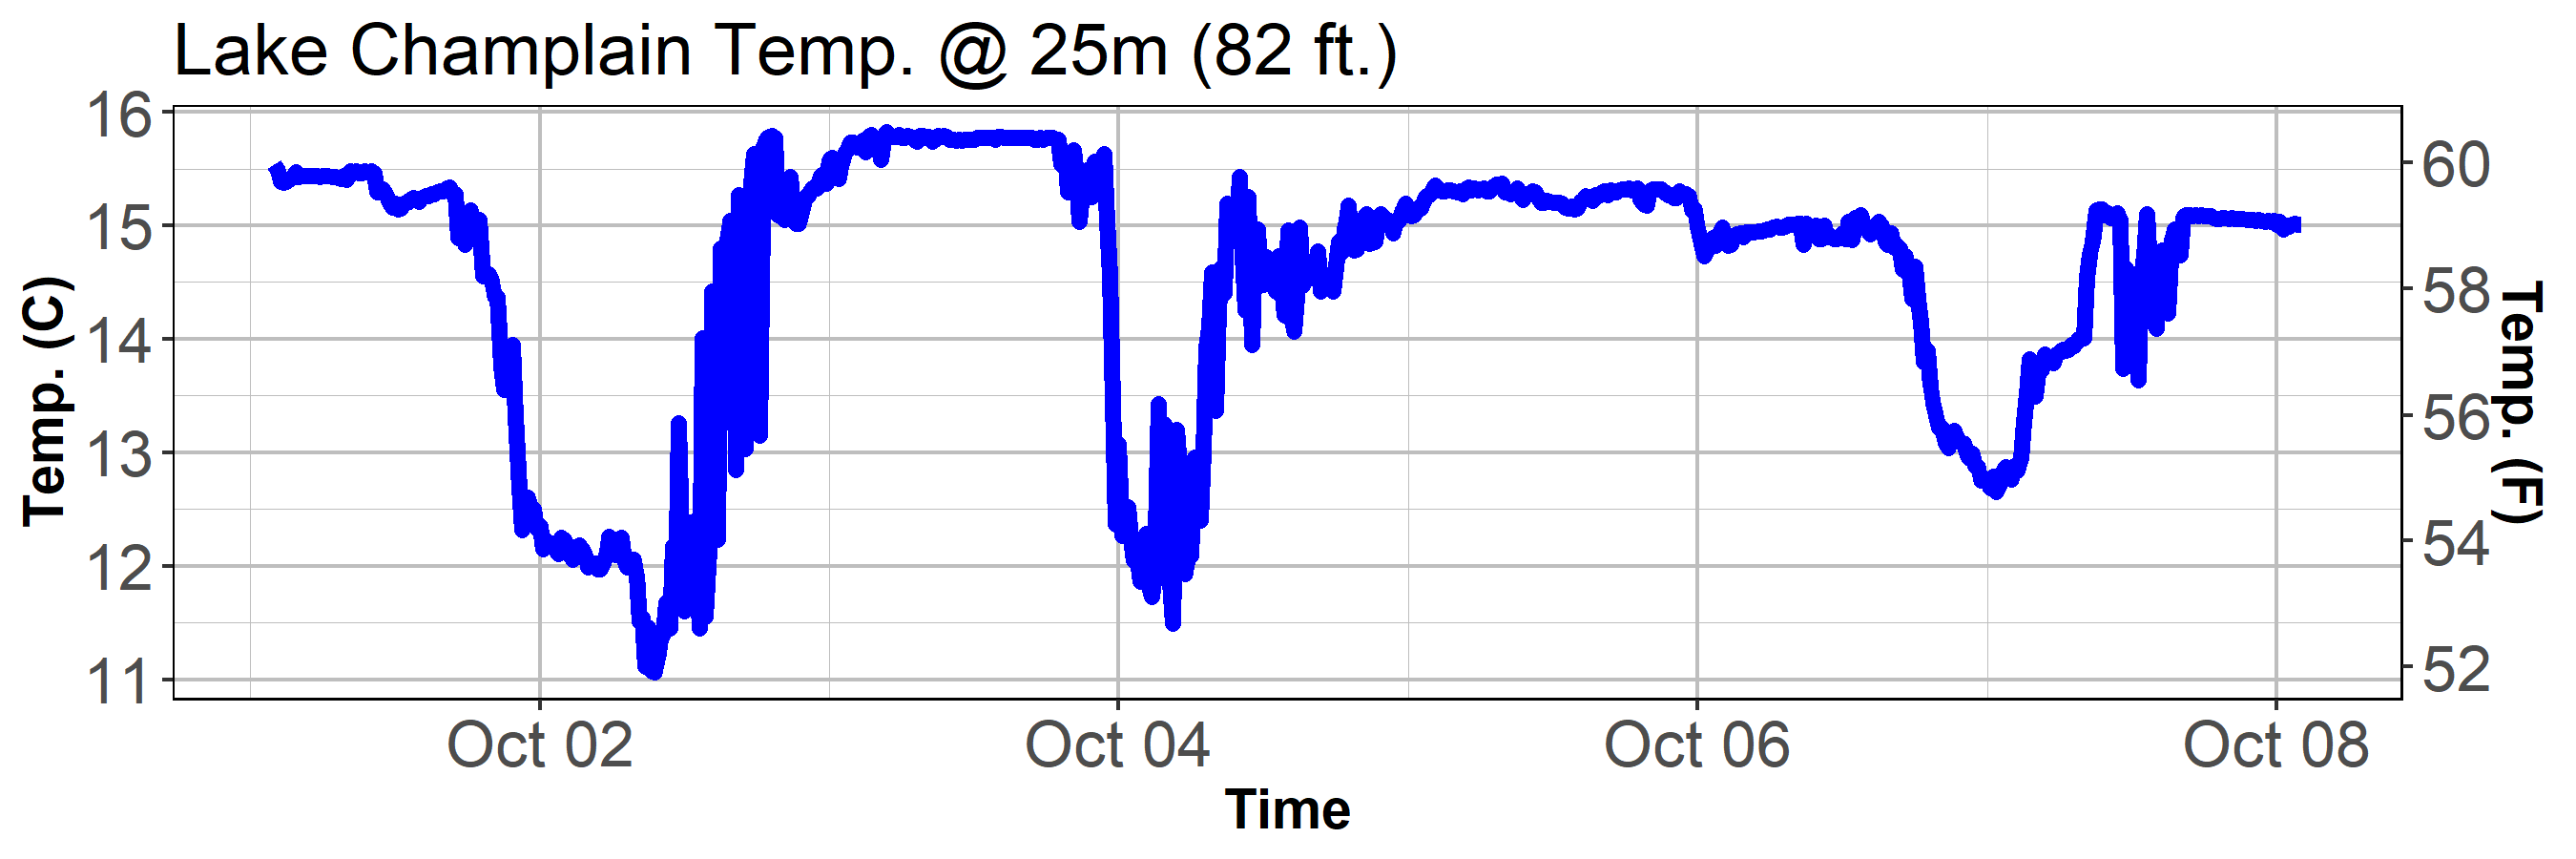 Lake Champlain Temp. @ 25m (82 ft.)
16
15
14
13
12
11
Temp. (C)
60
58
56
54
52
Temp. (F)
Oct 02 Oct 04 Oct 06 Oct 08
Time